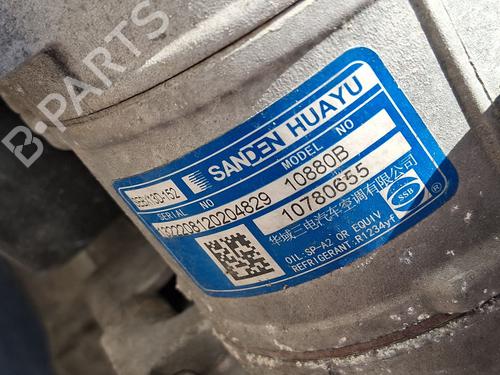 B-PARTS
SANDEN HUAYU
SERIAL NO
MODEL NO
10880B
10780655
华域三电汽车空调有限公司
OIL:SP-A2 OR EQUIV
REFRIGERANT:R1234yf
SSB
®